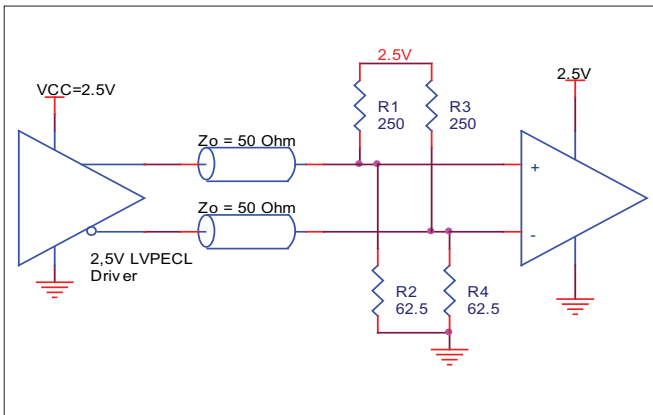 2.5V
2.5V
VCC=2.5V
R1
250
R3
250
Zo = 50 Ohm
+
Zo = 50 Ohm
-
2,5V LVPECL
Driver
R2
62.5
R4
62.5